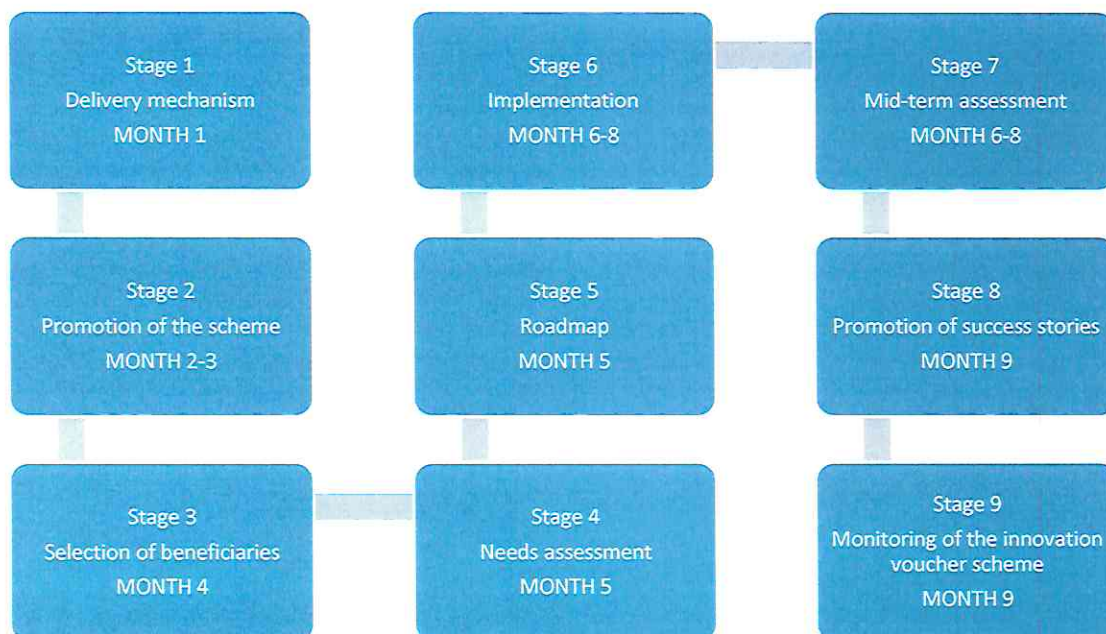 Stage 1
Delivery mechanism
MONTH 1
Stage 2
Promotion of the scheme
MONTH 2-3
Stage 3
Selection of beneficiaries
MONTH 4
Stage 4
Needs assessment
MONTH 5
Stage 5
Roadmap
MONTH 5
Stage 6
Implementation
MONTH 6-8
Stage 7
Mid-term assessment
MONTH 6-8
Stage 8
Promotion of success stories
MONTH 9
Stage 9
Monitoring of the innovation
voucher scheme
MONTH 9